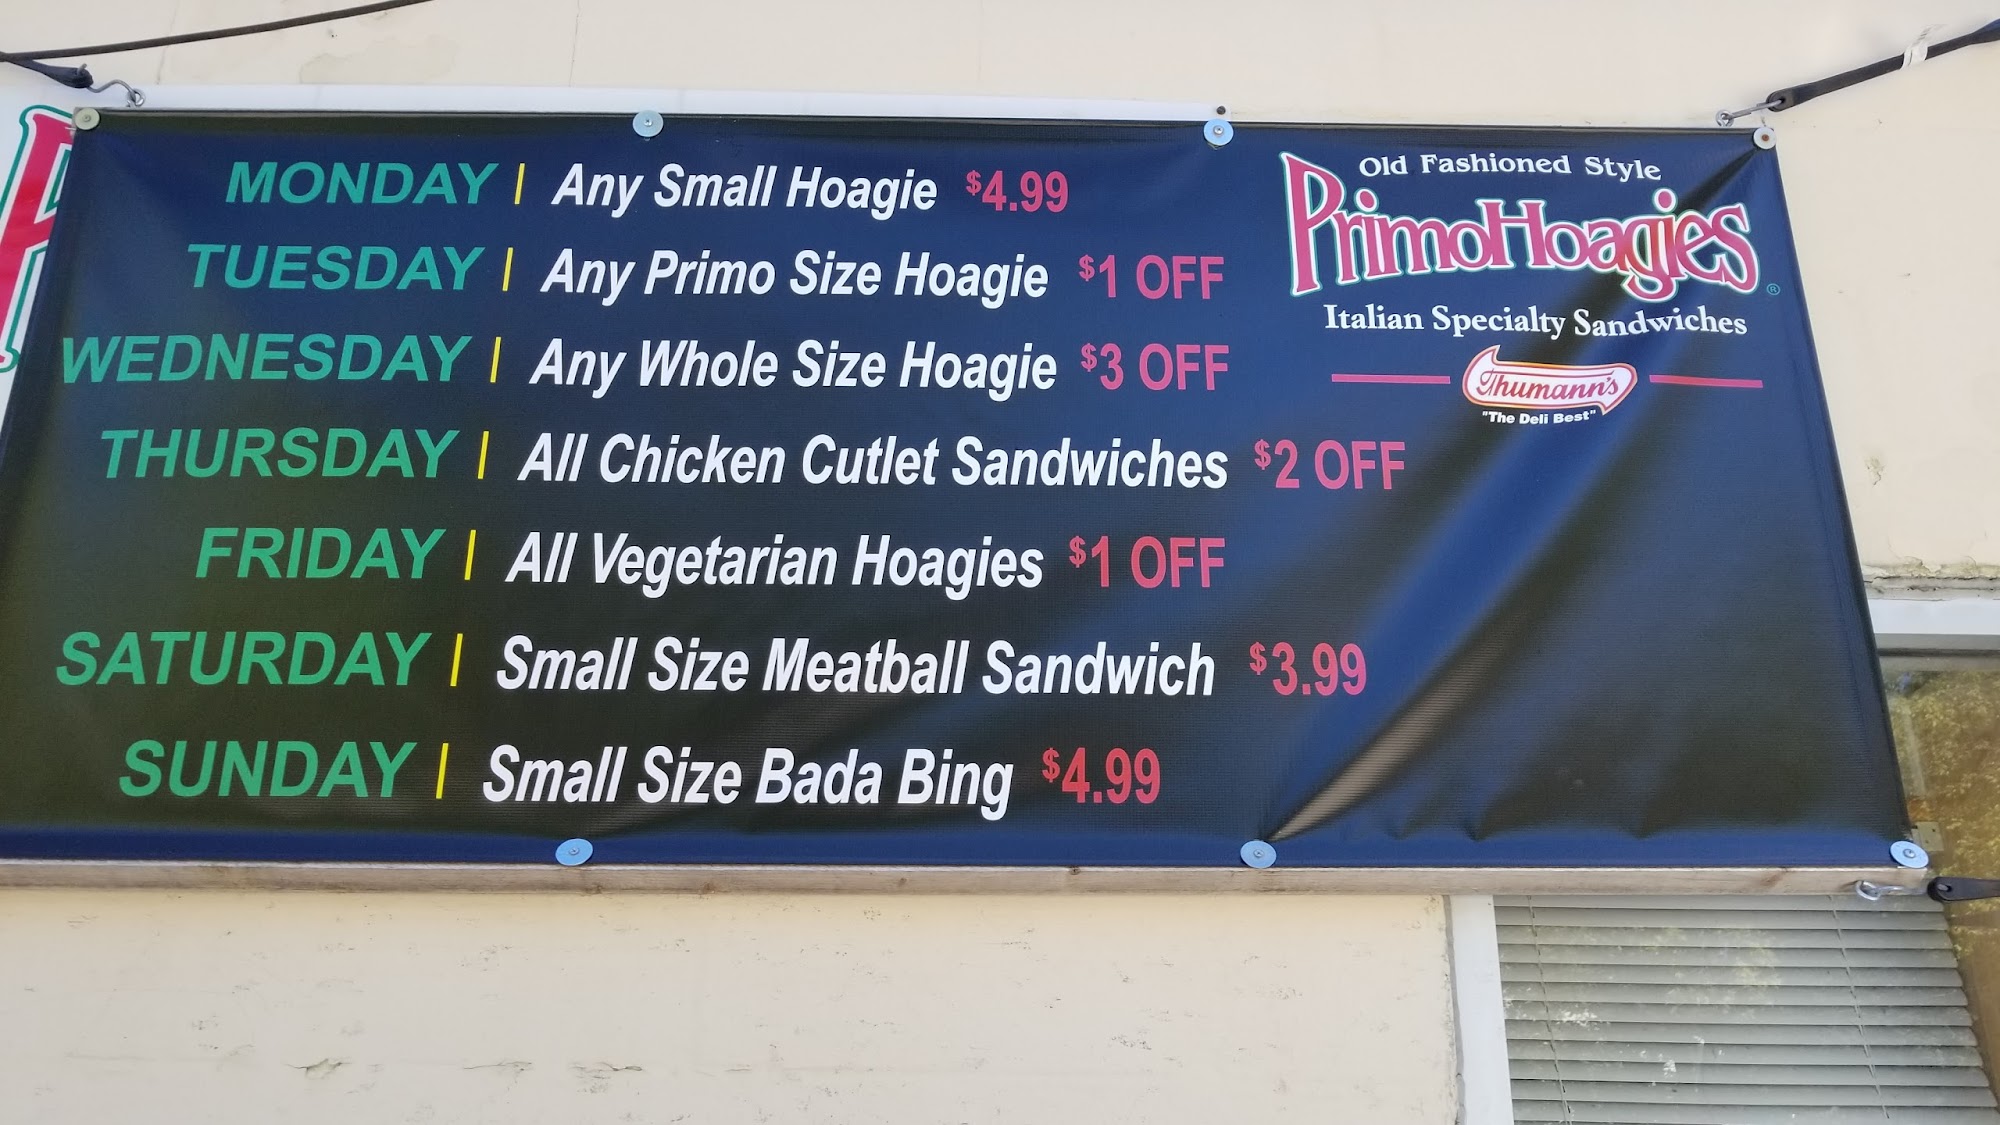 MONDAY | Any Small Hoagie $4.99
TUESDAY | Any Primo Size Hoagie $1 OFF
WEDNESDAY | Any Whole Size Hoagie $3 OFF
THURSDAY | All Chicken Cutlet Sandwiches $2 OFF
FRIDAY | All Vegetarian Hoagies $1 OFF
SATURDAY | Small Size Meatball Sandwich $3.99
SUNDAY | Small Size Bada Bing $4.99
Old Fashioned Style
PrimoHoagies®
Italian Specialty Sandwiches
Thumann's
"The Deli Best"